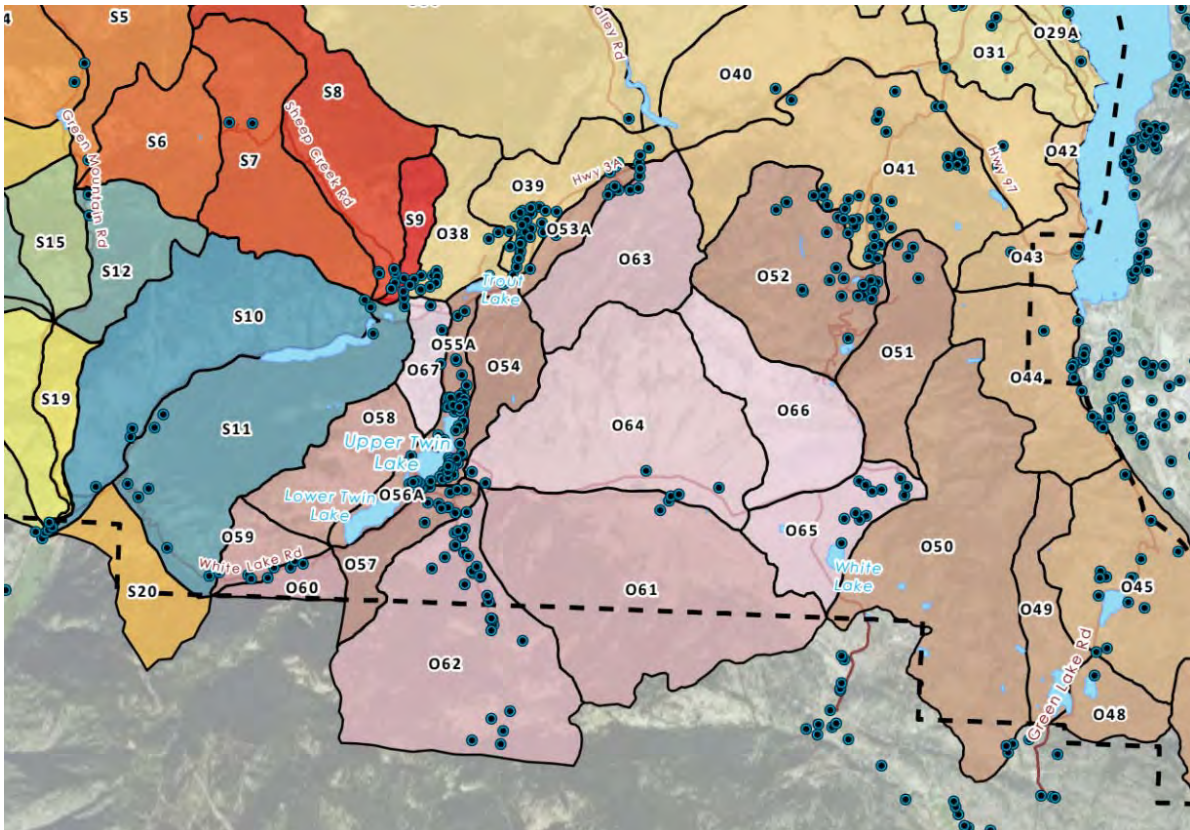 S5
O29A
O31
alley Rd
O40
S8
S6
Green Mountain Rd
S7
Sheep Creek Rd
O42
O41
Hwy 97
Hwy 3A
O39
S9
O38
O53A
S15
S12
O63
O43
O52
Trout
Lake
S10
O55A
O51
O54
O67
O44
S19
O58
S11
O64
O66
Upper Twin
Lake
Lower Twin
Lake
O56A
O65
O59
O50
White Lake Rd
O57
White
Lake
S20
O60
O61
O49
O45
O62
Green Lake Rd
O48